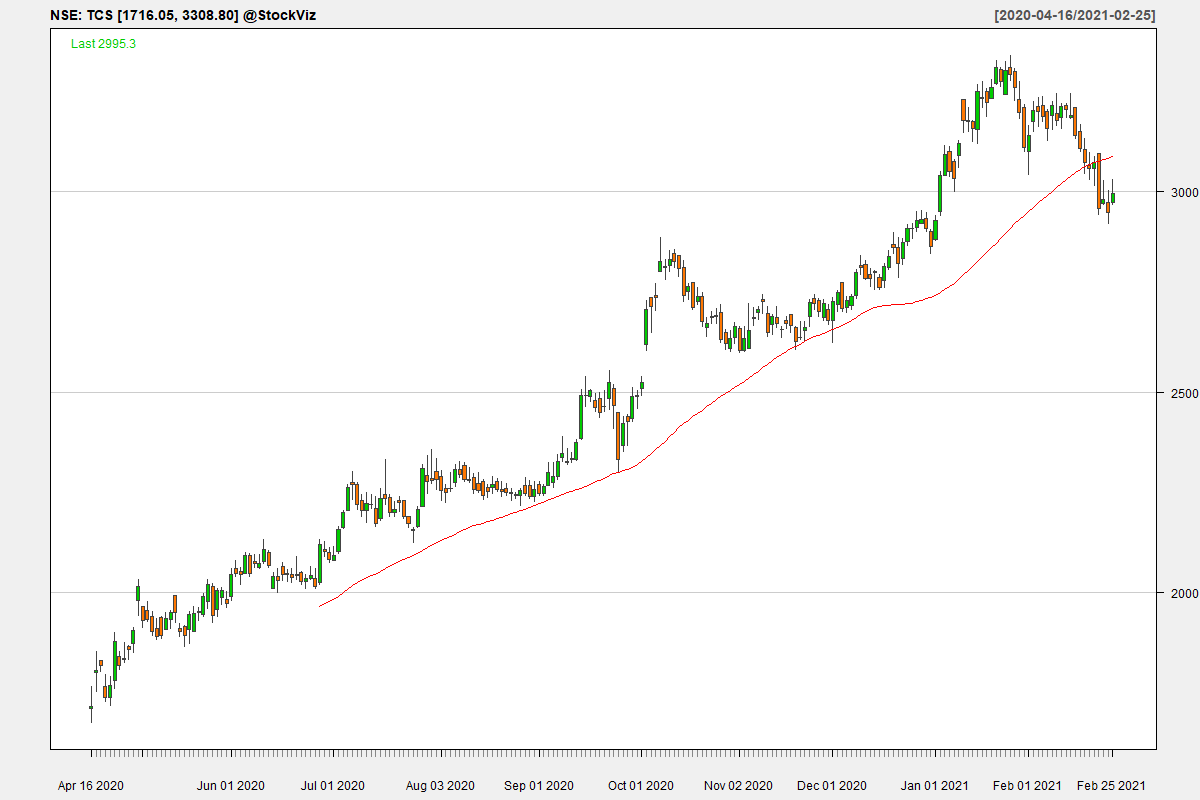 NSE: TCS [1716.05, 3308.80] @StockViz [2020-04-16/2021-02-25]
Last 2995.3
3000
2500
2000
Apr 16 2020 Jun 01 2020 Jul 01 2020 Aug 03 2020 Sep 01 2020 Oct 01 2020 Nov 02 2020 Dec 01 2020 Jan 01 2021 Feb 01 2021 Feb 25 2021